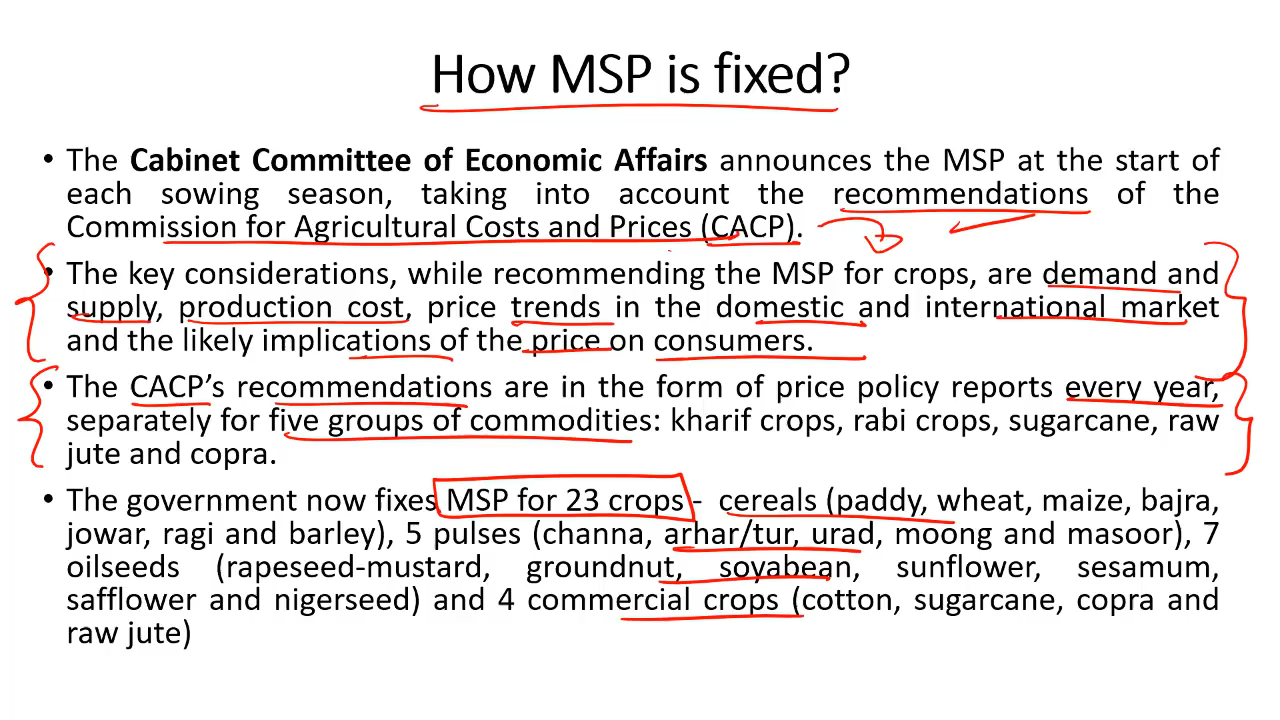 How MSP is fixed?
• The Cabinet Committee of Economic Affairs announces the MSP at the start of
each sowing season, taking into account the recommendations of the
Commission for Agricultural Costs and Prices (CACP).
• The key considerations, while recommending the MSP for crops, are demand and
supply, production cost, price trends in the domestic and international market
and the likely implications of the price on consumers.
• The CACP's recommendations are in the form of price policy reports every year,
separately for five groups of commodities: kharif crops, rabi crops, sugarcane, raw
jute and copra.
• The government now fixes MSP for 23 crops - cereals (paddy, wheat, maize, bajra,
jowar, ragi and barley), 5 pulses (channa, arhar/tur, urad, moong and masoor), 7
oilseeds (rapeseed-mustard, groundnut, soyabean, sunflower, sesamum,
safflower and nigerseed) and 4 commercial crops (cotton, sugarcane, copra and
raw jute)